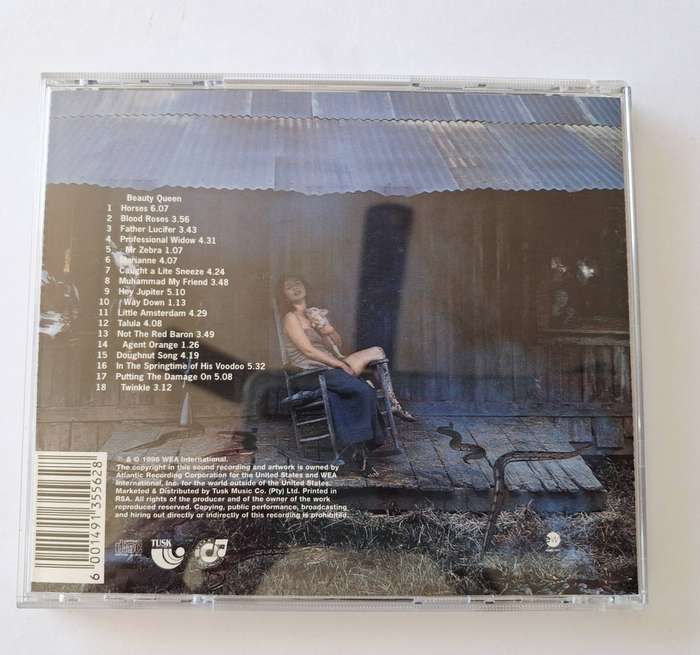 Beauty Queen
1 Horses 6.07
2 Blood Roses 3.56
3 Father Lucifer 3.43
4 Professional Widow 4.31
5 Mr Zebra 1.07
6 Marianne 4.07
7 Caught a Lite Sneeze 4.24
8 Muhammad My Friend 3.48
9 Hey Jupiter 5.10
10 Way Down 1.13
11 Little Amsterdam 4.29
12 Talula 4.08
13 Not The Red Baron 3.49
14 Agent Orange 1.26
15 Doughnut Song 4.19
16 In The Springtime of His Voodoo 5.32
17 Putting The Damage On 5.08
18 Twinkle 3.12
℗ & © 1996 WEA International.
The copyright in this sound recording and artwork is owned by
Atlantic Recording Corporation for the United States and WEA
International, Inc. for the world outside of the United States.
Marketed & Distributed by Tusk Music Co. (Pty) Ltd. Printed in
RSA. All rights of the producer and of the owner of the work
reproduced reserved. Copying, public performance, broadcasting
and hiring out directly or indirectly of this recording is prohibited.
6 001491 355628
TUSK